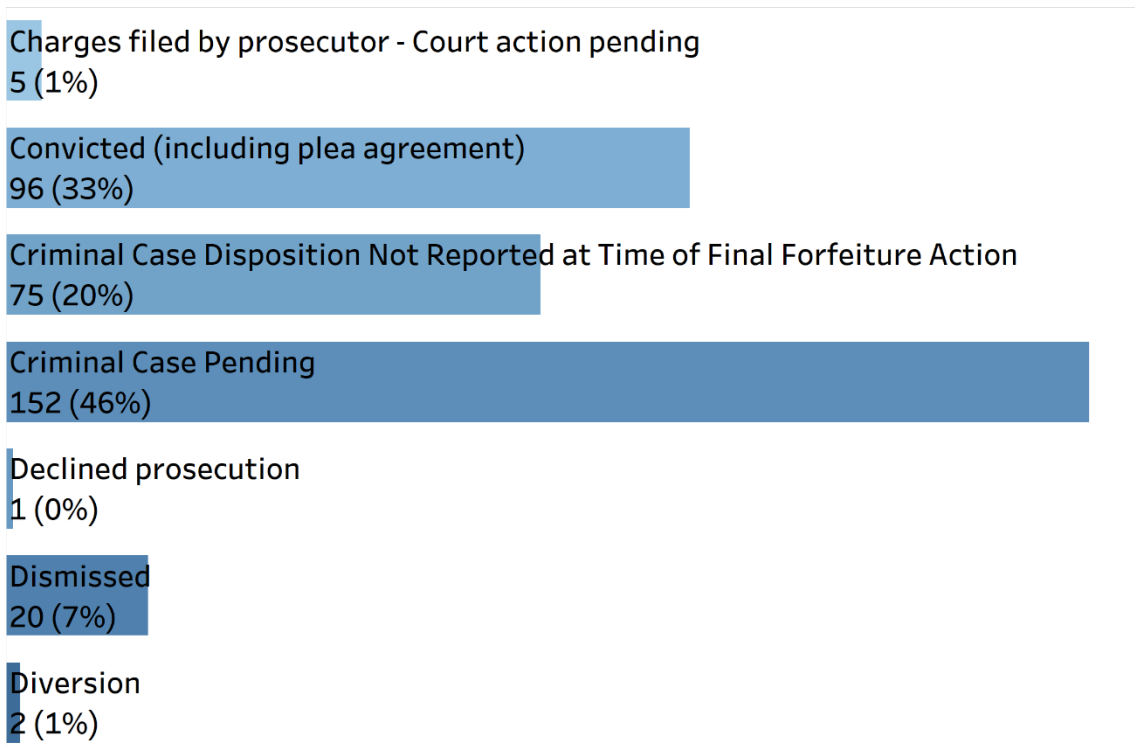 Charges filed by prosecutor - Court action pending
5 (1%)
Convicted (including plea agreement)
96 (33%)
Criminal Case Disposition Not Reported at Time of Final Forfeiture Action
75 (20%)
Criminal Case Pending
152 (46%)
Declined prosecution
1 (0%)
Dismissed
20 (7%)
Diversion
2 (1%)